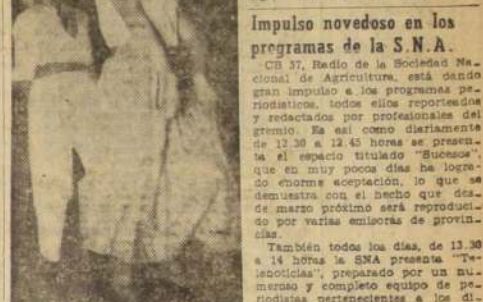 Impulso novedoso en los
programas de la S.N.A.
CB 57, Radio de la Sociedad Na-
cional de Agricultura, está dando
gran impulso a los programas pe-
riodísticos, todos ellos reporteados
y redactados por profesionales del
gremio. Es así como diariamente
de 12.30 a 12.45 horas se presen-
ta el espacio titulado "Sucesos",
que en muy pocos días ha logra-
do enorme aceptación, lo que se
demuestra con el hecho que des-
de marzo próximo será reproduci-
do por varias emisoras de provin-
cias.
También todos los días, de 13.30
a 14 horas la SNA presenta "Te-
lenoticias", preparado por un nu-
meroso y completo equipo de pe-
riodistas pertenecientes a los di-